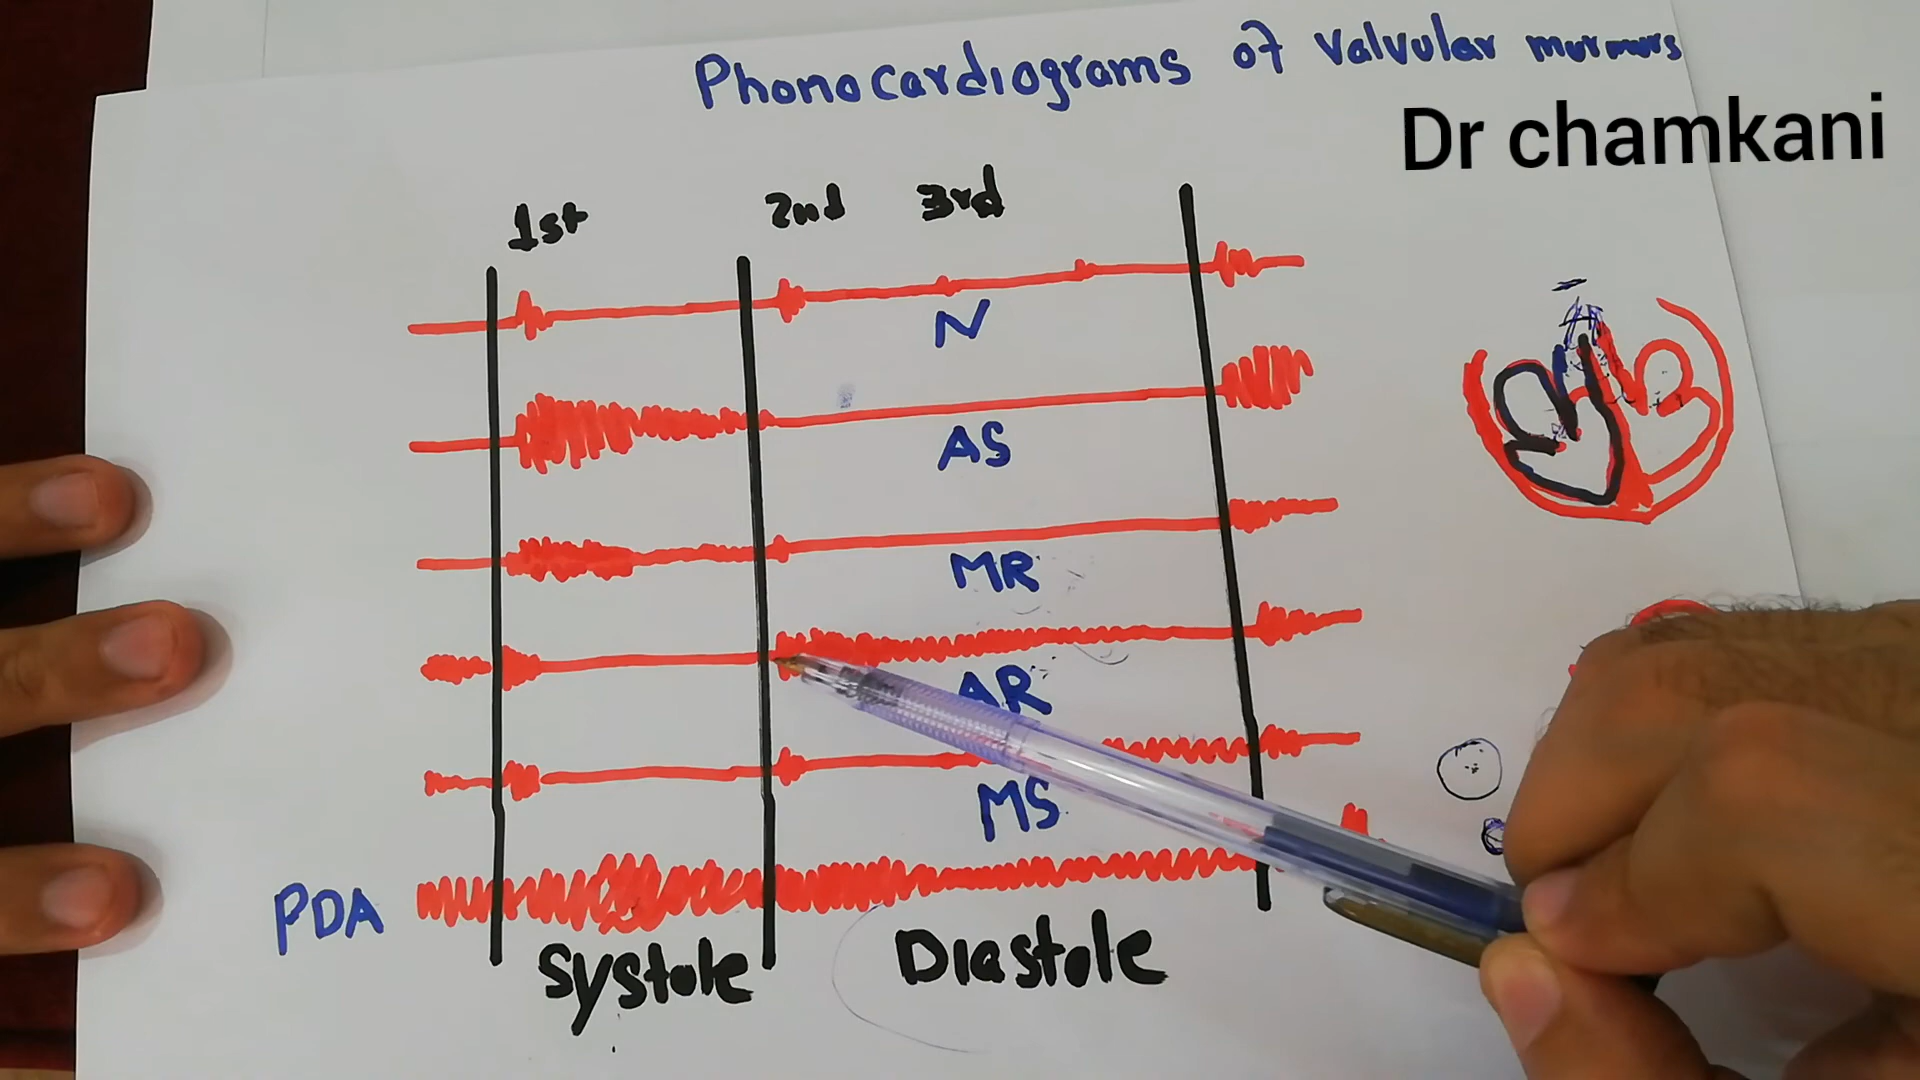 Phonocardiograms of valvular murmurs
Dr chamkani
1st 2nd 3rd
N
AS
MR
AR
MS
PDA
Systole Diastole